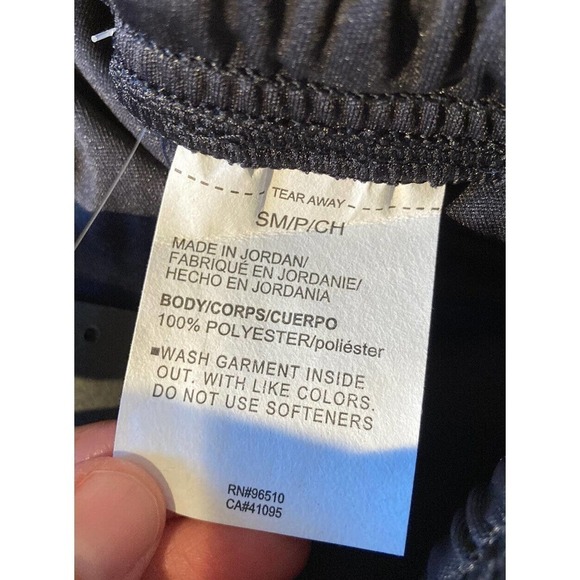 TEAR AWAY
SM/P/CH
MADE IN JORDAN/
FABRIQUÉ EN JORDANIE/
HECHO EN JORDANIA
BODY/CORPS/CUERPO
100% POLYESTER/poliéster
■WASH GARMENT INSIDE
OUT. WITH LIKE COLORS.
DO NOT USE SOFTENERS
RN#96510
CA#41095